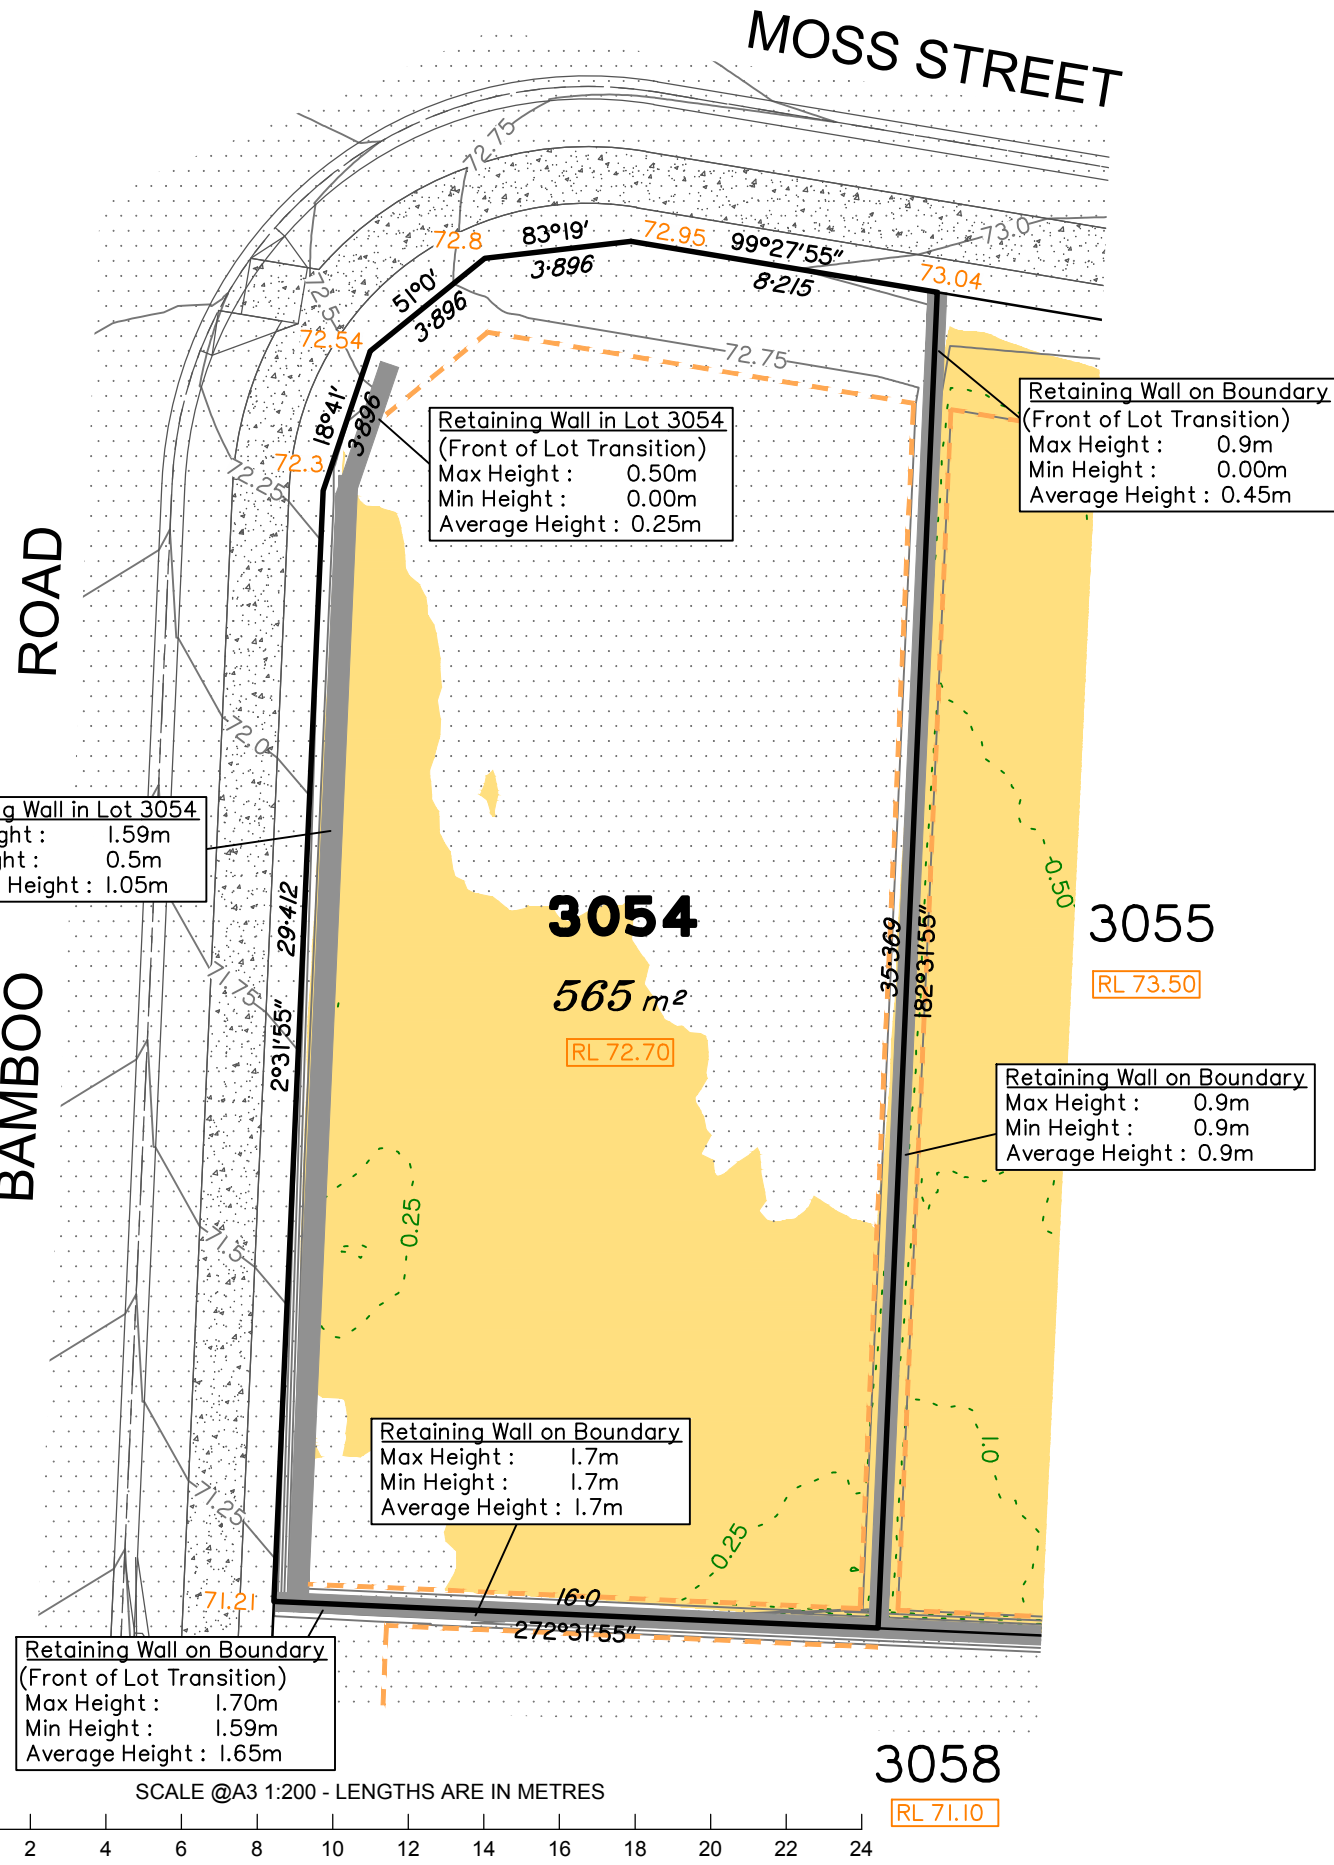 MOSS STREET
72.75
73.0
72.8
83°19'
72.95
99°27'55"
3·896
8·215
73.04
51°0'
3·896
72.5
72.54
72.75
18°41'
3·896
72.3
72.25
Retaining Wall in Lot 3054
(Front of Lot Transition)
Max Height : 0.50m
Min Height : 0.00m
Average Height : 0.25m
Retaining Wall on Boundary
(Front of Lot Transition)
Max Height : 0.9m
Min Height : 0.00m
Average Height : 0.45m
BAMBOO ROAD
72.0
g Wall in Lot 3054
ght : 1.59m
ght : 0.5m
Height : 1.05m
29·412
2°31'55"
71.75
3054
565 m²
RL 72.70
35·369
182°31'55"
0.50
3055
RL 73.50
Retaining Wall on Boundary
Max Height : 0.9m
Min Height : 0.9m
Average Height : 0.9m
0.25
71.5
Retaining Wall on Boundary
Max Height : 1.7m
Min Height : 1.7m
Average Height : 1.7m
1.0
71.25
0.25
71.21
16·0
272°31'55"
Retaining Wall on Boundary
(Front of Lot Transition)
Max Height : 1.70m
Min Height : 1.59m
Average Height : 1.65m
3058
RL 71.10
SCALE @A3 1:200 - LENGTHS ARE IN METRES
2 4 6 8 10 12 14 16 18 20 22 24